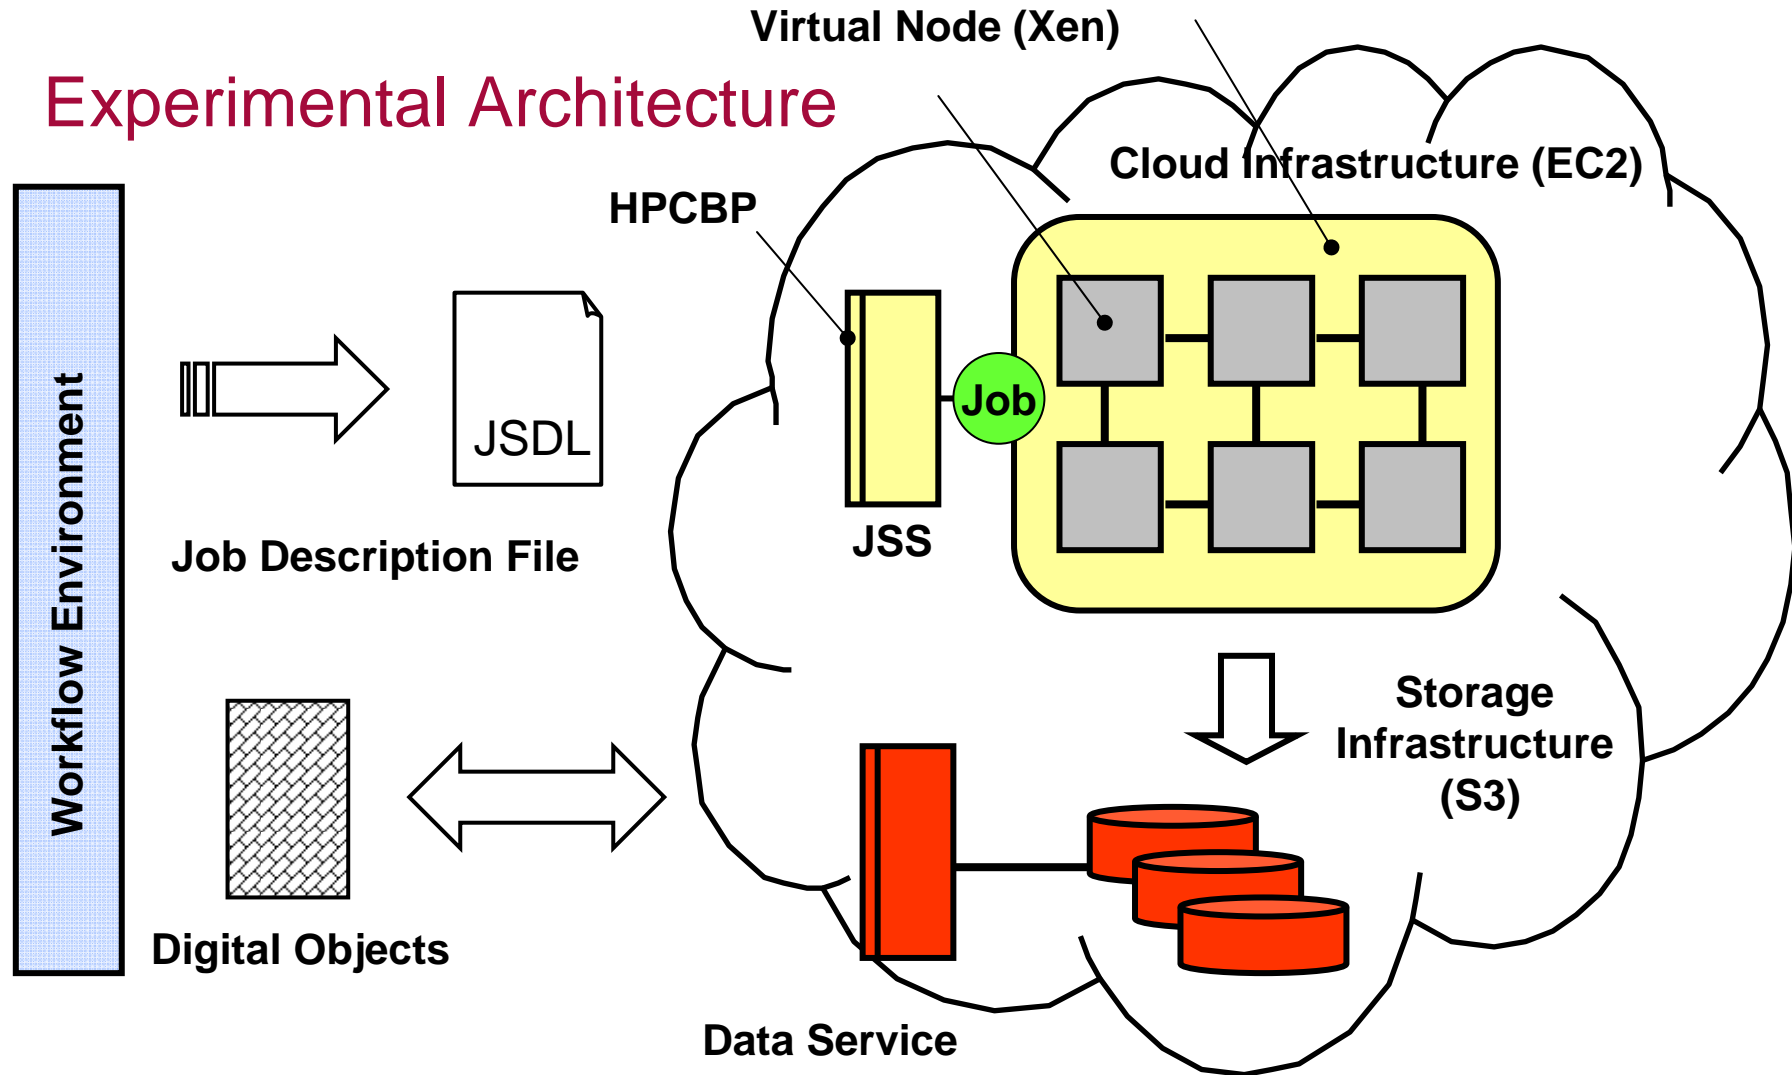 Virtual Node (Xen)
Experimental Architecture
Cloud Infrastructure (EC2)
HPCBP
Workflow Environment
JSDL
Job
JSS
Job Description File
Storage
Infrastructure
(S3)
Digital Objects
Data Service